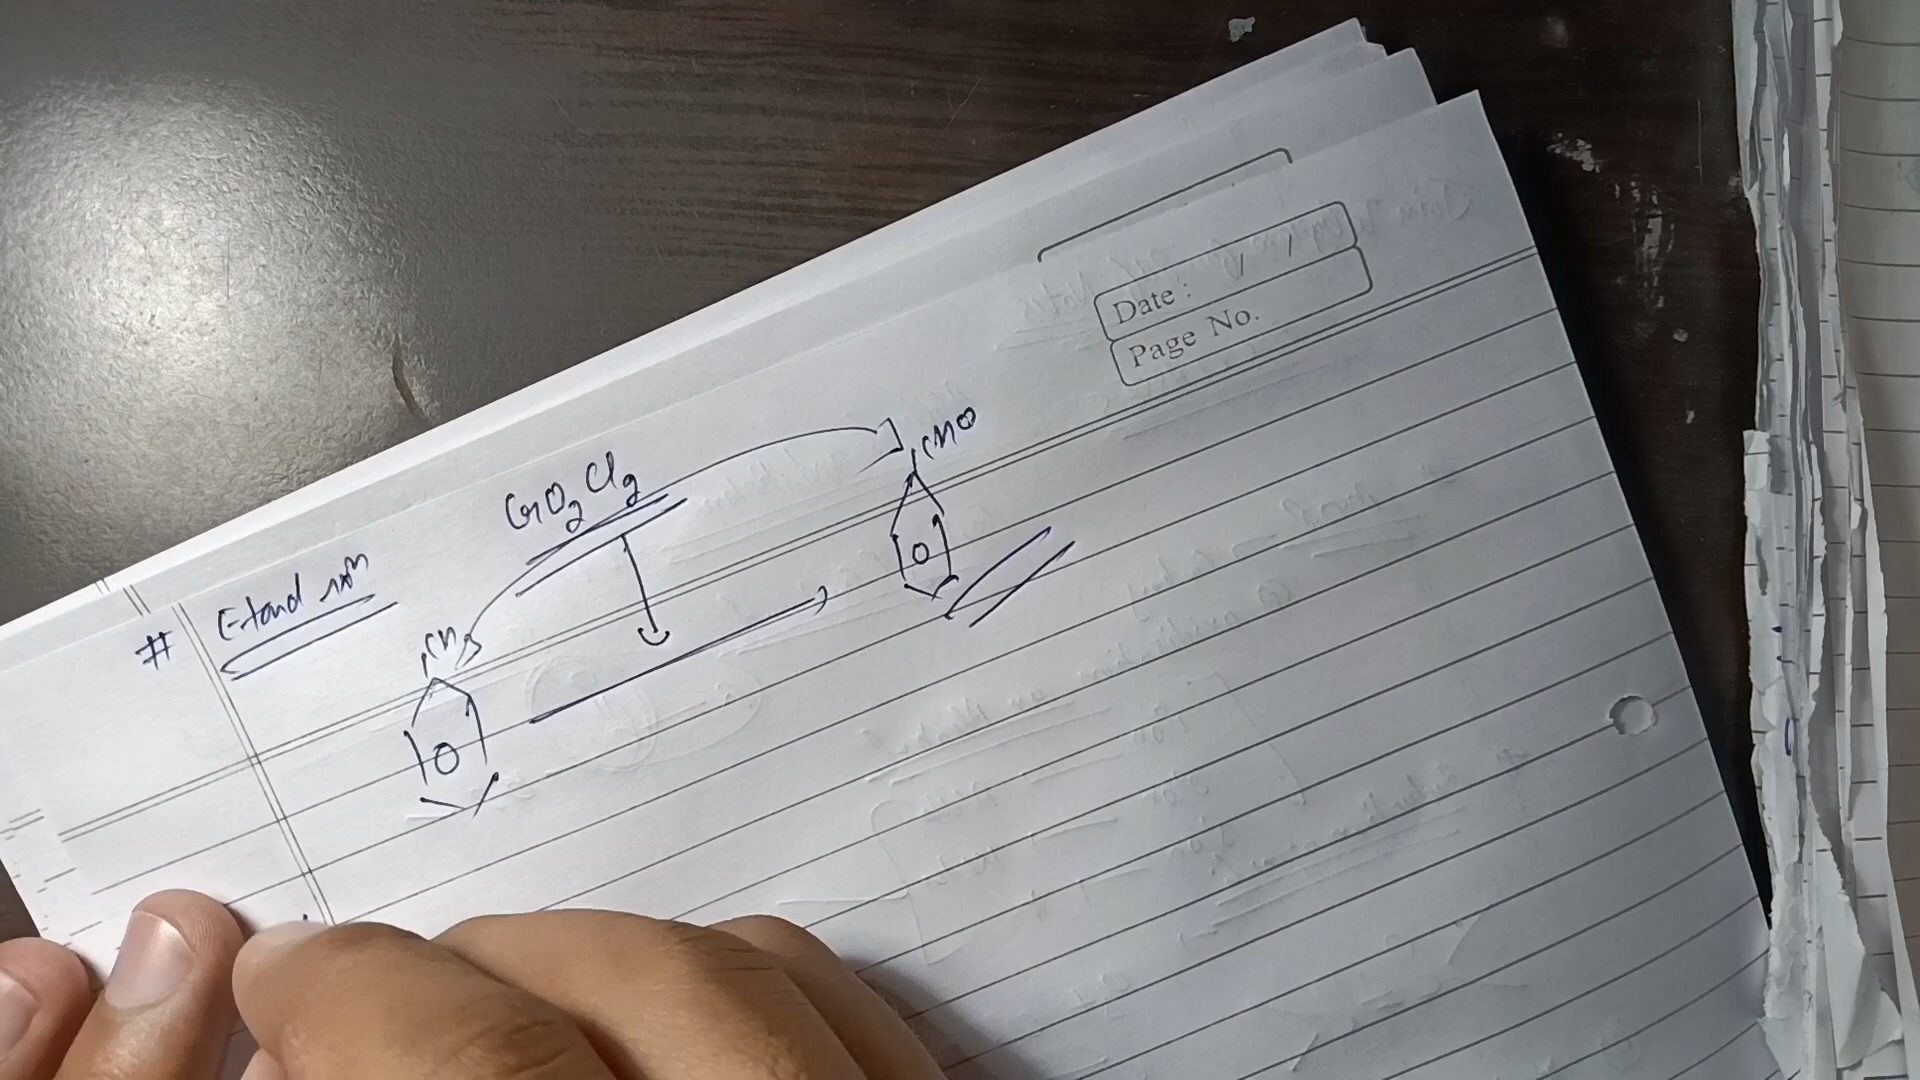 Date :
Page No.
# Etard rxn
CrO2Cl2
CHO
CH3